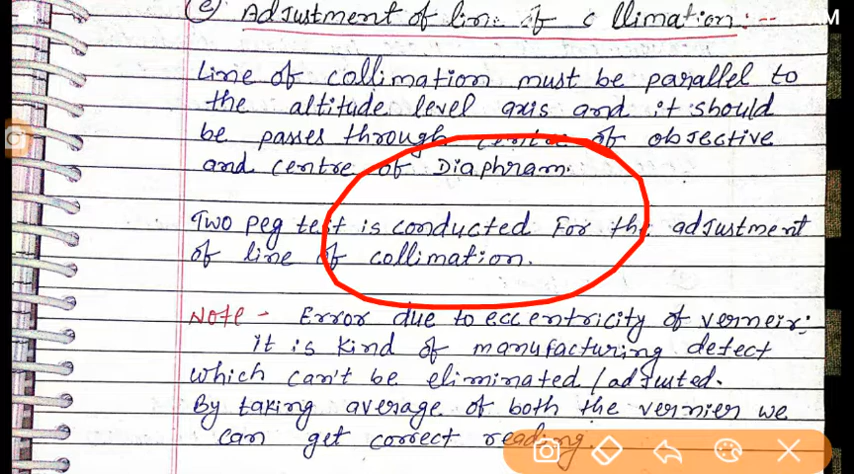 (e) Adjustment of line of collimation :--
M
Line of collimation must be parallel to
the altitude level axis and it should
be passes through centre of objective
and centre of Diaphram.
Two peg test is conducted For the adjustment
of line of collimation.
Note - Error due to eccentricity of verneir:
it is kind of manufacturing defect
which can't be eliminated / adjusted.
By taking average of both the vernier we
can get correct reading.